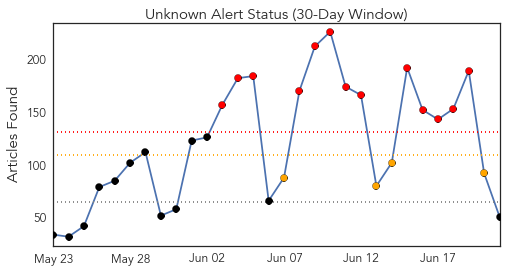 Unknown Alert Status (30-Day Window)
Articles Found
200
150
100
50
May 23
May 28
Jun 02
Jun 07
Jun 12
Jun 17